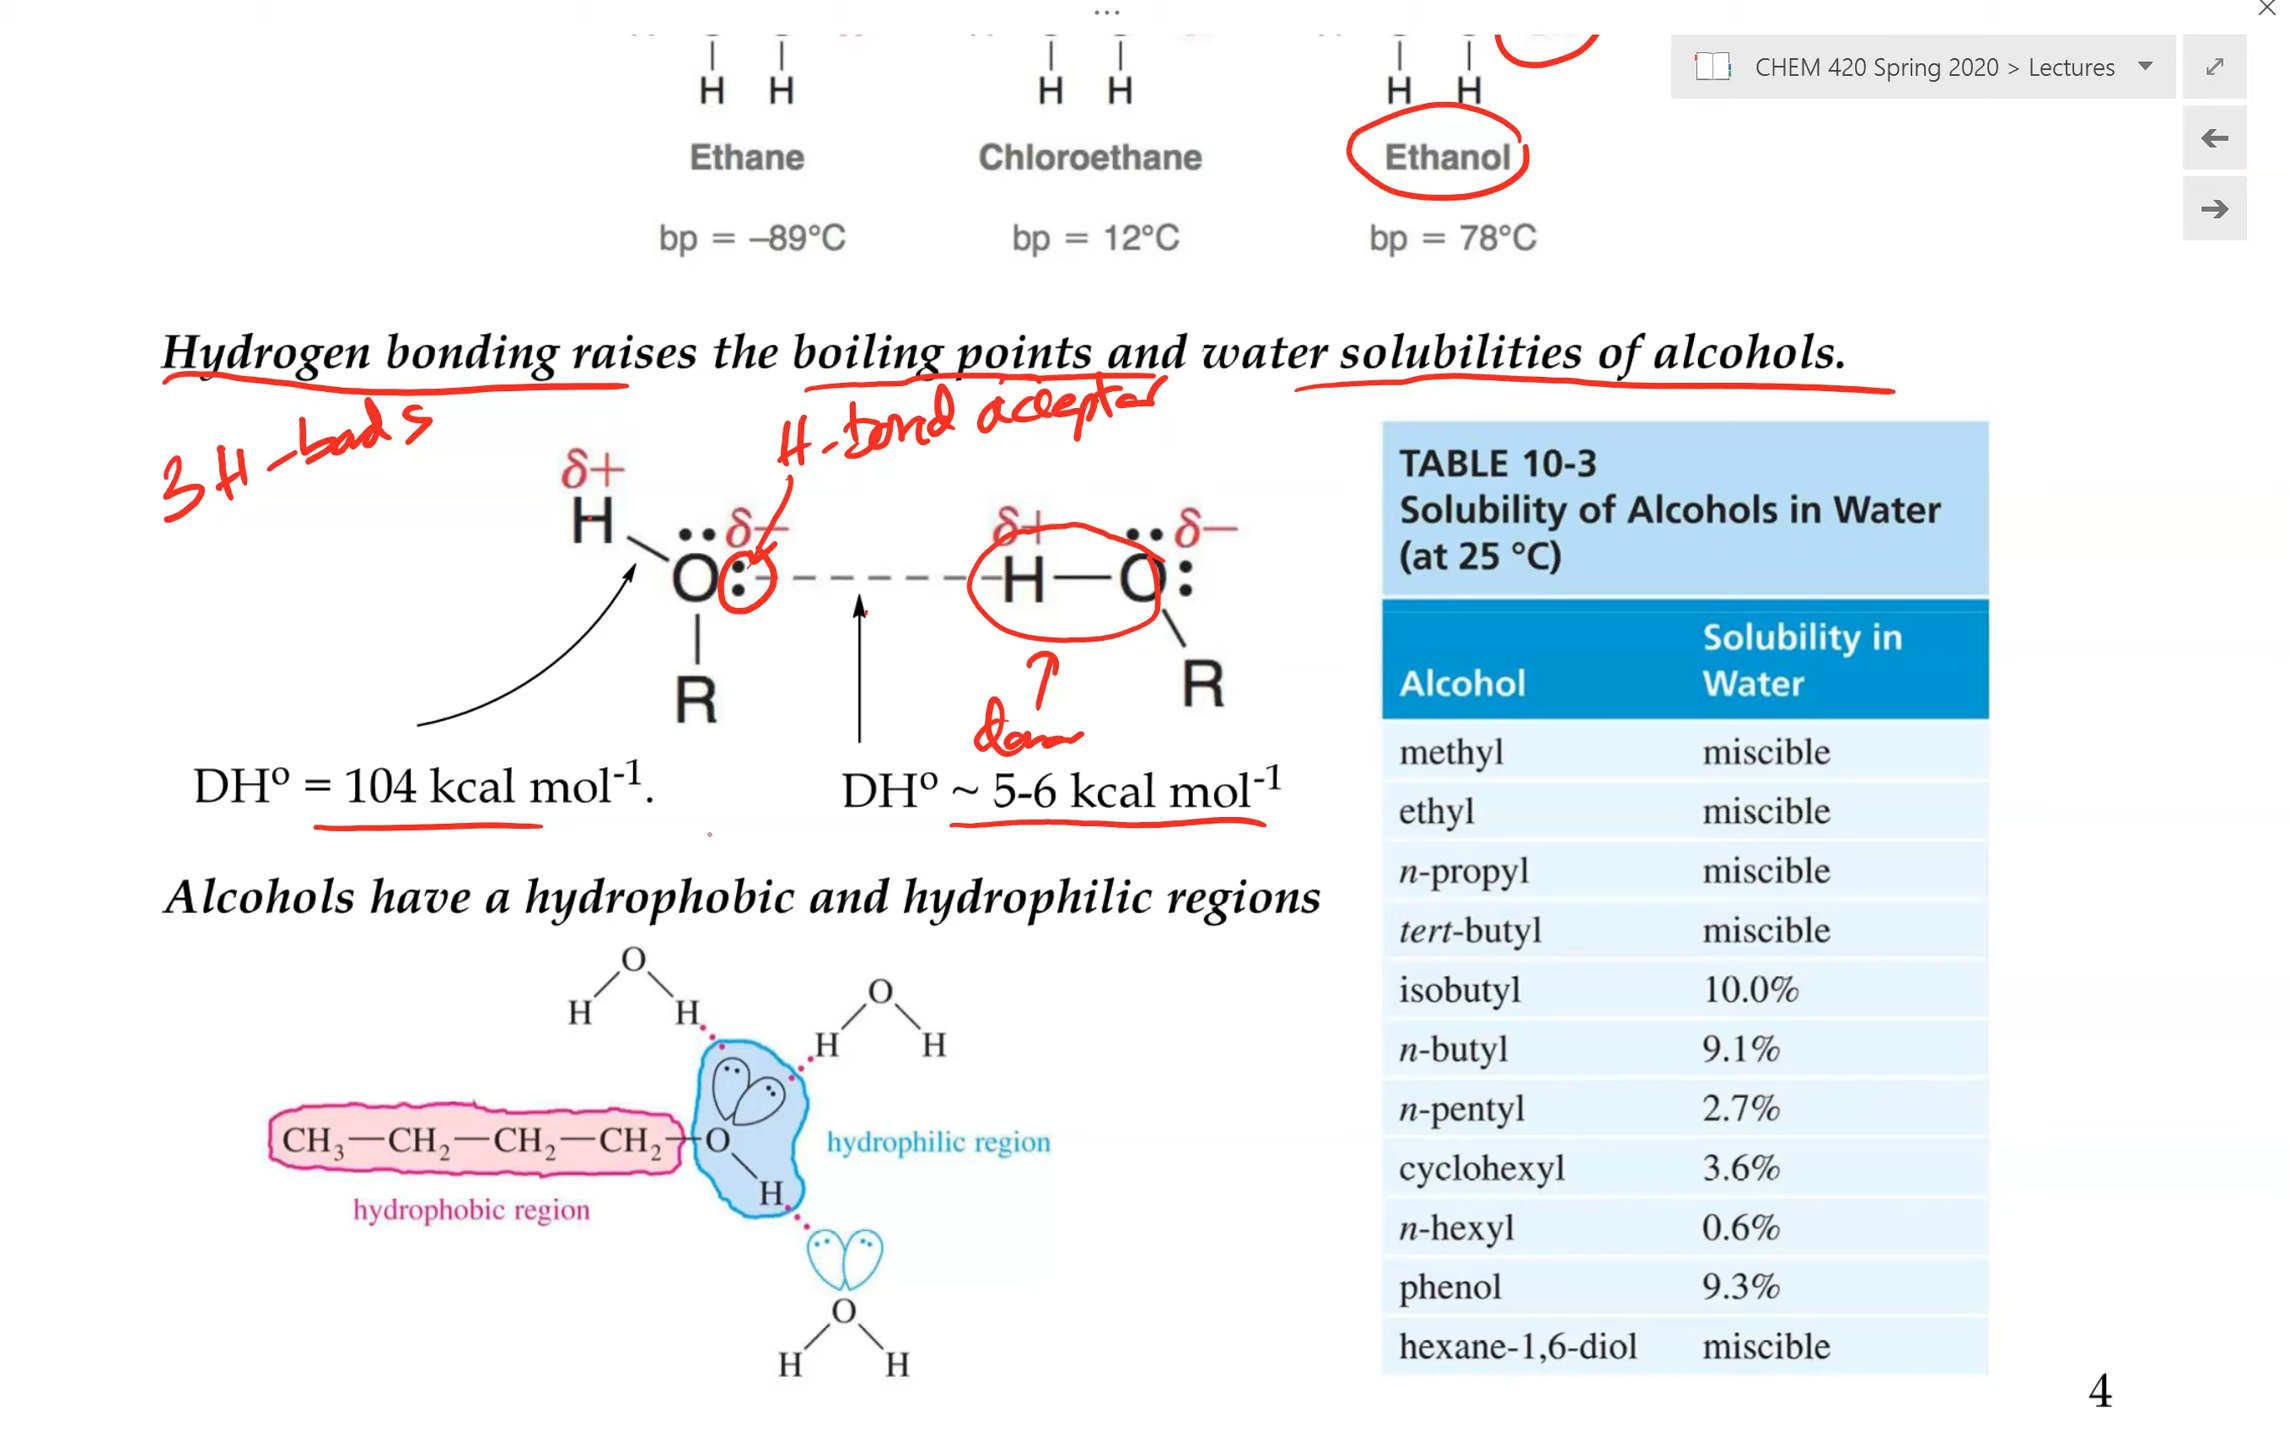 ...
CHEM 420 Spring 2020 > Lectures
H H
H H
H H
Ethane
Chloroethane
Ethanol
bp = –89°C
bp = 12°C
bp = 78°C
Hydrogen bonding raises the boiling points and water solubilities of alcohols.
3 H-bads
H-bond acceptor
δ+
H
δ−
O
R
δ+
δ−
H—O
R
DHº = 104 kcal mol⁻¹.
DHº ~ 5-6 kcal mol⁻¹
Alcohols have a hydrophobic and hydrophilic regions
O
H H
O
H H
CH₃—CH₂—CH₂—CH₂—O
H
hydrophilic region
hydrophobic region
O
H H
TABLE 10-3
Solubility of Alcohols in Water
(at 25 °C)
Alcohol Solubility in Water
methyl miscible
ethyl miscible
n-propyl miscible
tert-butyl miscible
isobutyl 10.0%
n-butyl 9.1%
n-pentyl 2.7%
cyclohexyl 3.6%
n-hexyl 0.6%
phenol 9.3%
hexane-1,6-diol miscible
4